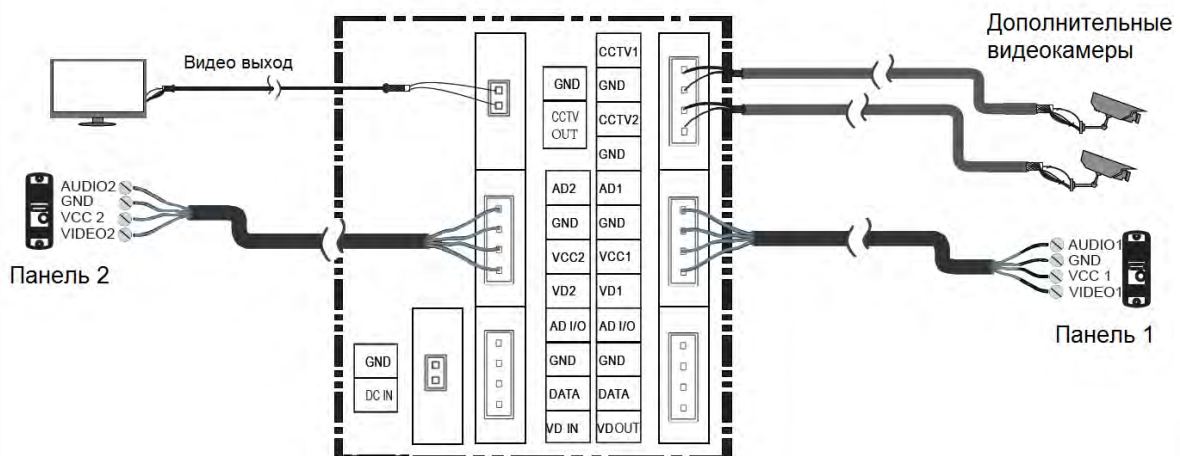 Дополнительные
видеокамеры
Видео выход
CCTV1
GND
GND
CCTV
OUT
CCTV2
GND
AD2
AD1
GND
GND
VCC2
VCC1
VD2
VD1
AD I/O
AD I/O
GND
GND
DATA
DATA
VD IN
VDOUT
GND
DC IN
AUDIO2
GND
VCC 2
VIDEO2
Панель 2
AUDIO1
GND
VCC 1
VIDEO1
Панель 1